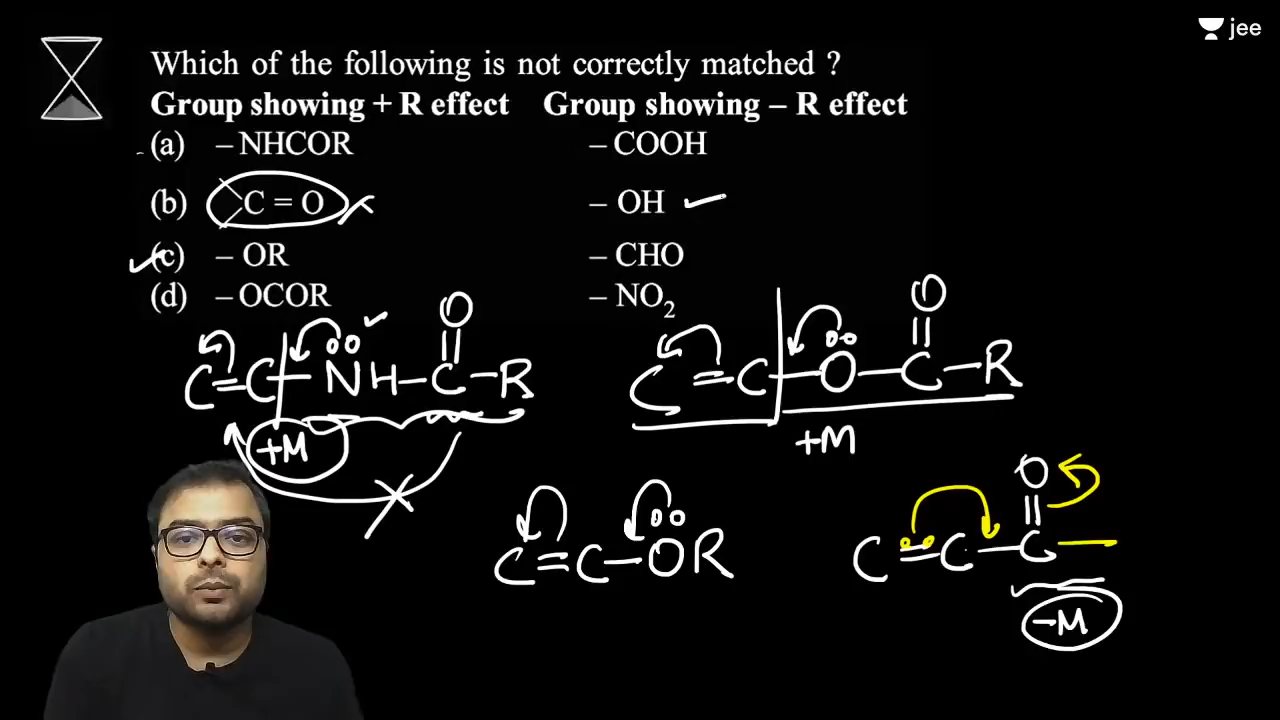 jee
Which of the following is not correctly matched ?
Group showing + R effect Group showing – R effect
(a) – NHCOR – COOH
(b) C = O – OH
(c) – OR – CHO
(d) – OCOR – NO2
O O
C=C–NH–C–R C=C–O–C–R
+M +M
O
C=C–OR C=C–C–
–M